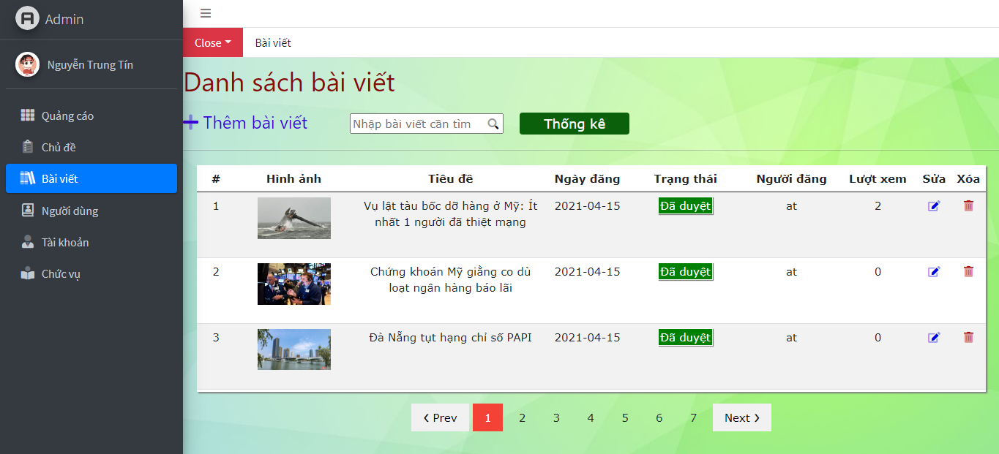 Admin
Nguyễn Trung Tín
Quảng cáo
Chủ đề
Bài viết
Người dùng
Tài khoản
Chức vụ
Close Bài viết
Danh sách bài viết
Thêm bài viết Nhập bài viết cần tìm Thống kê
# Hình ảnh Tiêu đề Ngày đăng Trạng thái Người đăng Lượt xem Sửa Xóa
1 Vụ lật tàu bốc dỡ hàng ở Mỹ: Ít 2021-04-15 Đã duyệt at 2
nhất 1 người đã thiệt mạng
2 Chứng khoán Mỹ giằng co dù 2021-04-15 Đã duyệt at 0
loạt ngân hàng báo lãi
3 Đà Nẵng tụt hạng chỉ số PAPI 2021-04-15 Đã duyệt at 0
‹ Prev 1 2 3 4 5 6 7 Next ›